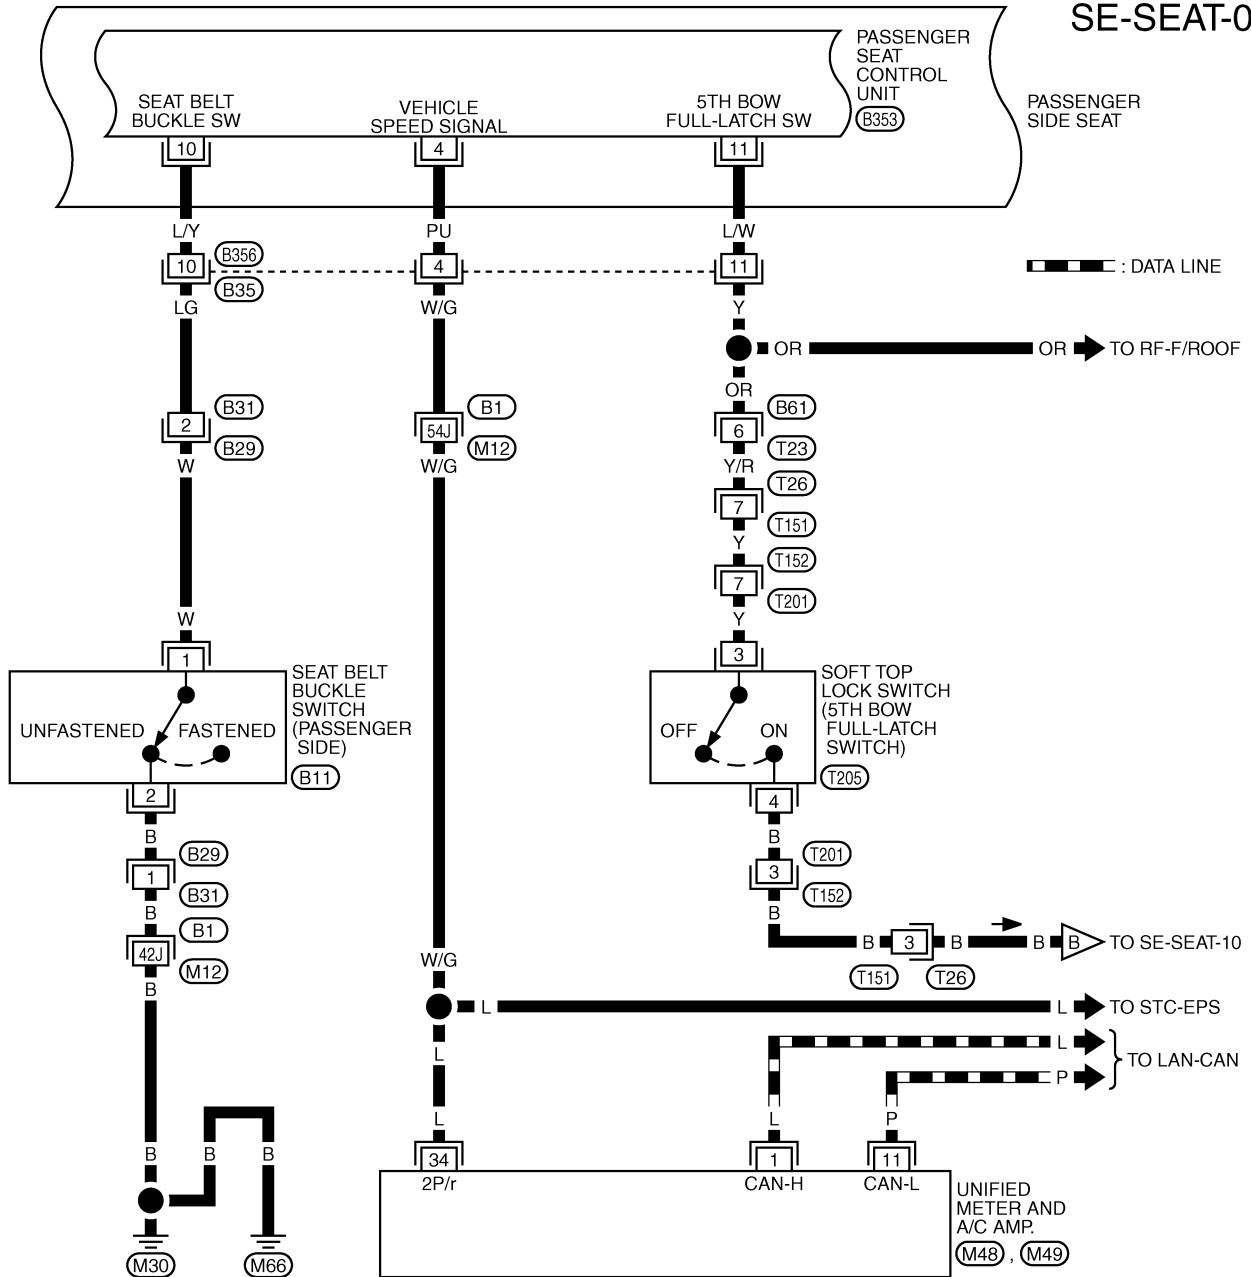 SE-SEAT-0
PASSENGER
SEAT
CONTROL
UNIT
B353
PASSENGER
SIDE SEAT
SEAT BELT
BUCKLE SW
VEHICLE
SPEED SIGNAL
5TH BOW
FULL-LATCH SW
10
4
11
L/Y
PU
L/W
10
B356
B35
4
11
: DATA LINE
LG
W/G
Y
OR
OR
TO RF-F/ROOF
OR
2
B31
B29
54J
B1
M12
6
B61
T23
W
W/G
Y/R
7
T26
T151
Y
7
T152
T201
W
Y
1
3
SEAT BELT
BUCKLE
SWITCH
(PASSENGER
SIDE)
B11
UNFASTENED
FASTENED
SOFT TOP
LOCK SWITCH
(5TH BOW
FULL-LATCH
SWITCH)
T205
OFF
ON
2
4
B
B
1
B29
B31
3
T201
T152
B
B
42J
B1
M12
B
3
B
B
B
TO SE-SEAT-10
T151
T26
B
W/G
L
L
TO STC-EPS
L
L
P
TO LAN-CAN
L
L
P
B
B
B
34
1
11
2P/r
CAN-H
CAN-L
UNIFIED
METER AND
A/C AMP.
M48 , M49
M30
M66